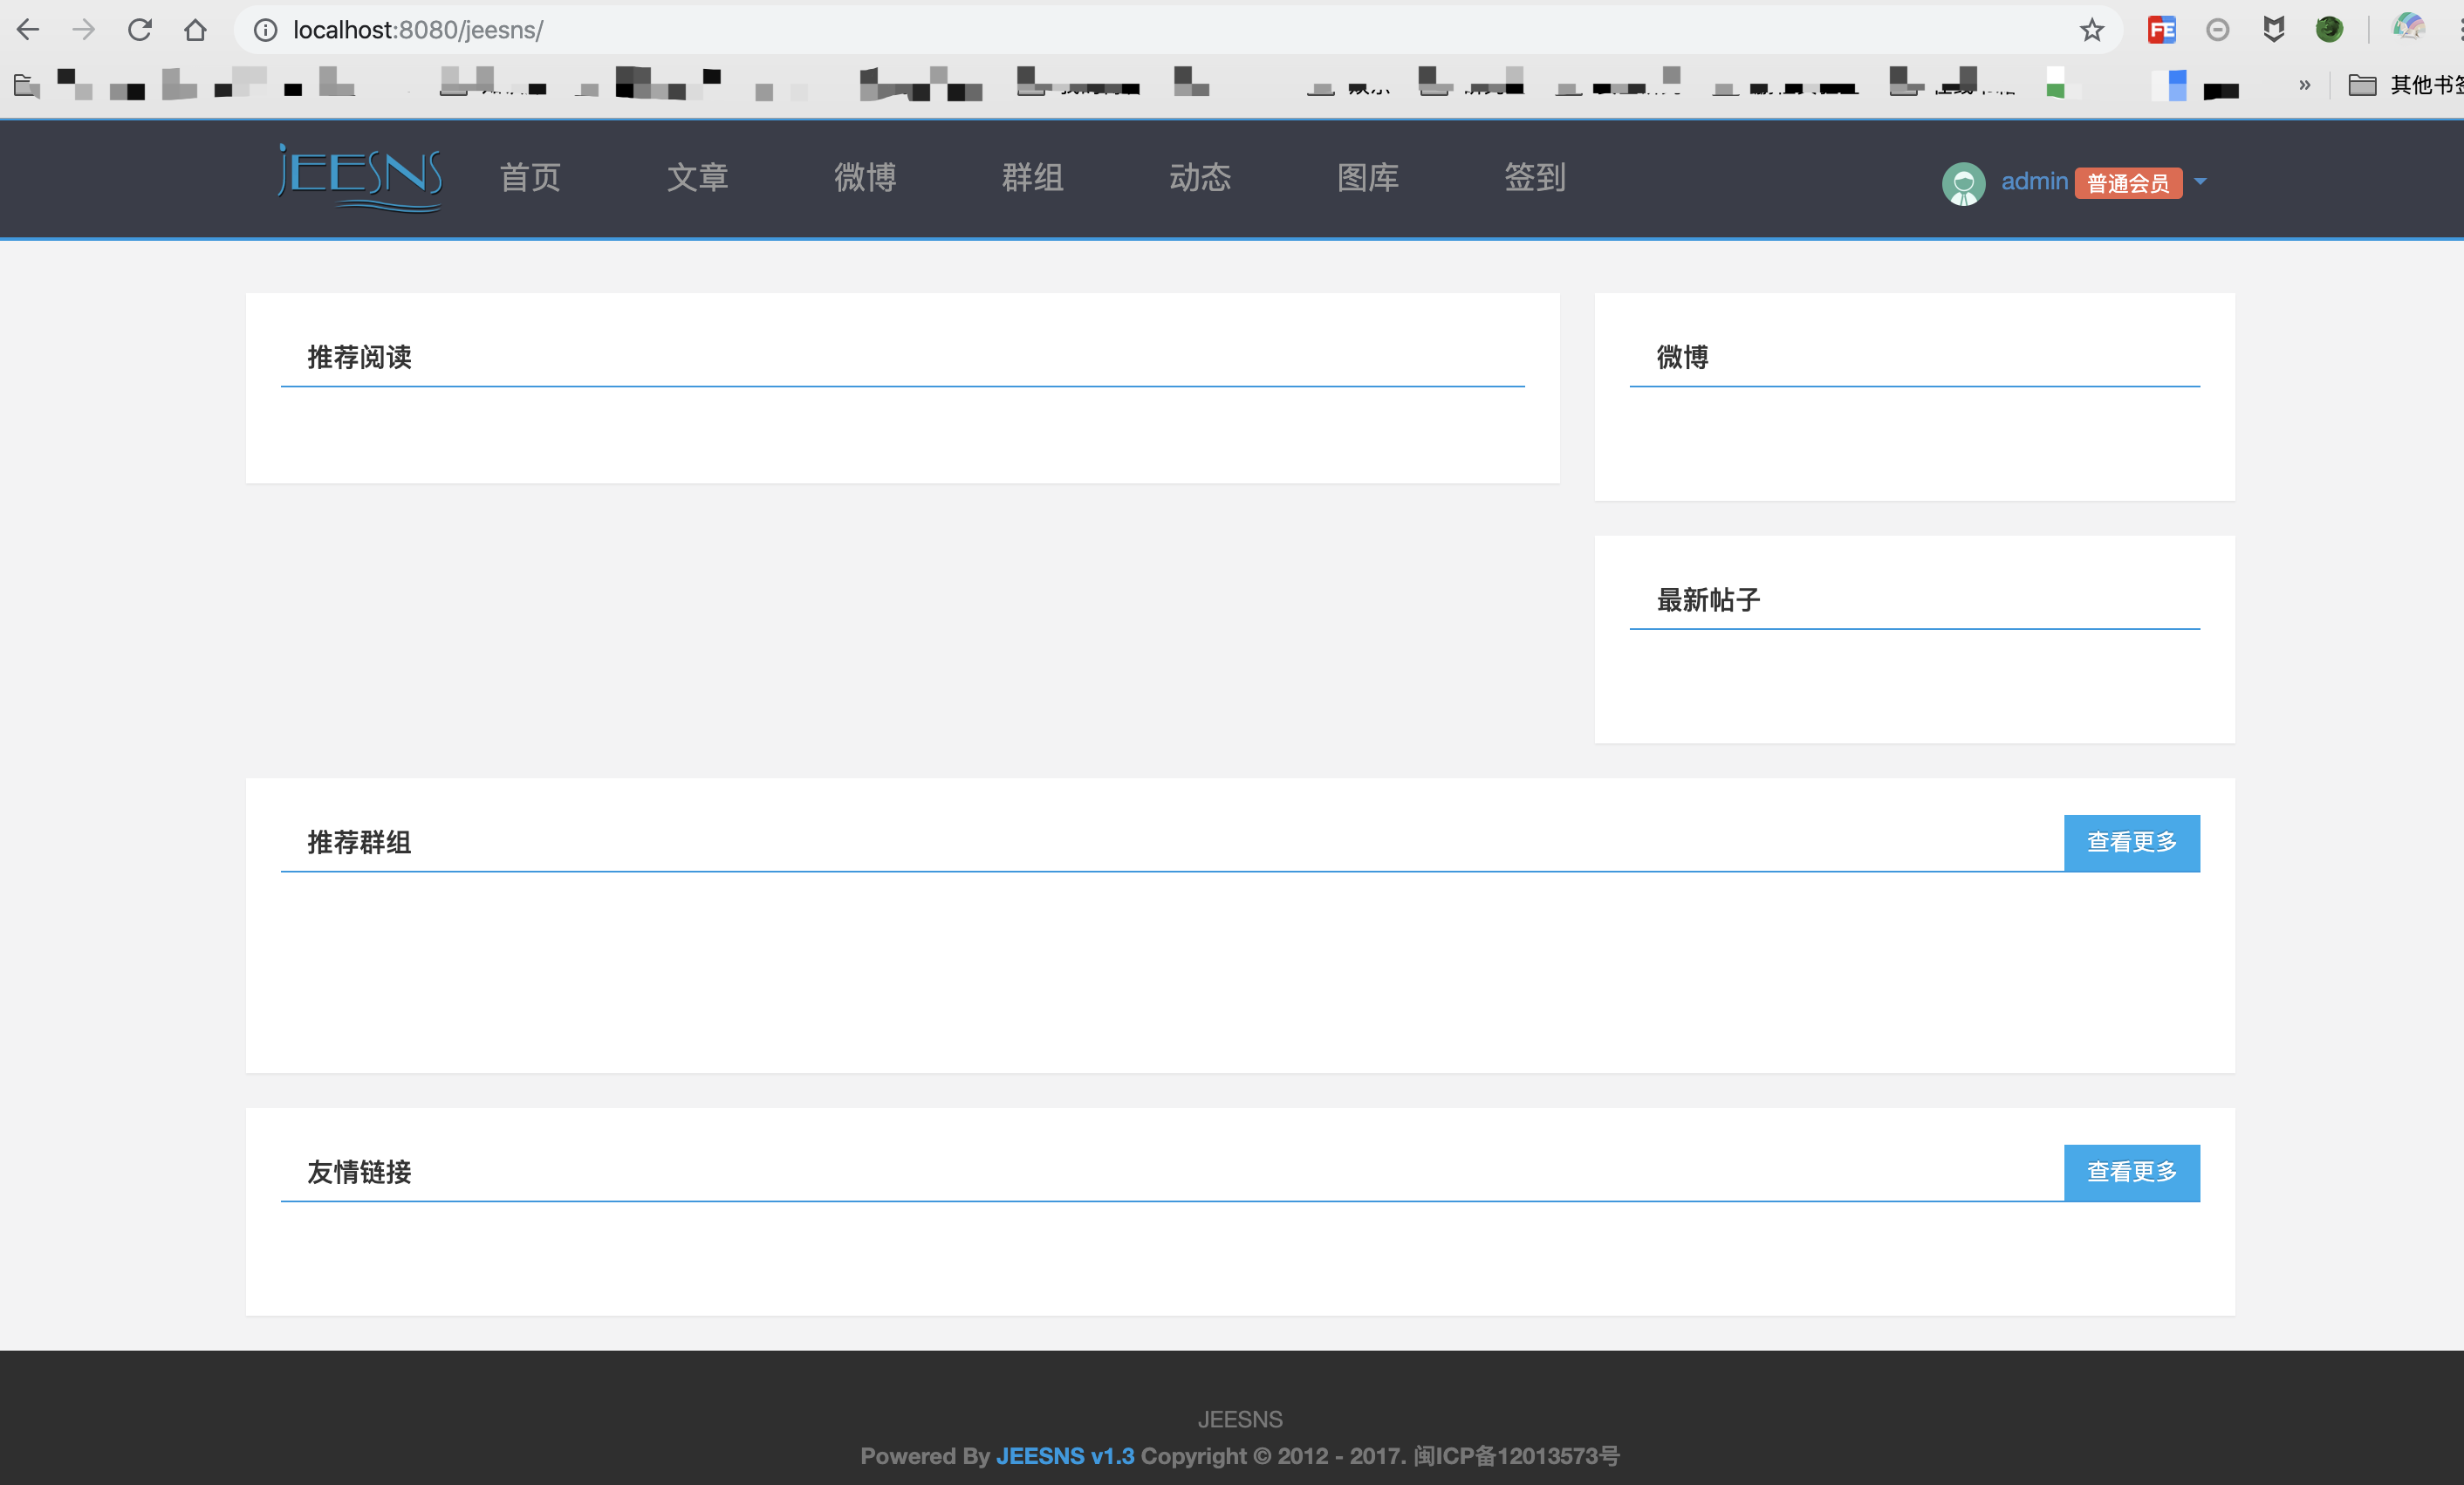 localhost:8080/jeesns/
其他书签
JEESNS
首页
文章
微博
群组
动态
图库
签到
admin
普通会员
推荐阅读
微博
最新帖子
推荐群组
查看更多
友情链接
查看更多
JEESNS
Powered By JEESNS v1.3 Copyright © 2012 - 2017. 闽ICP备12013573号